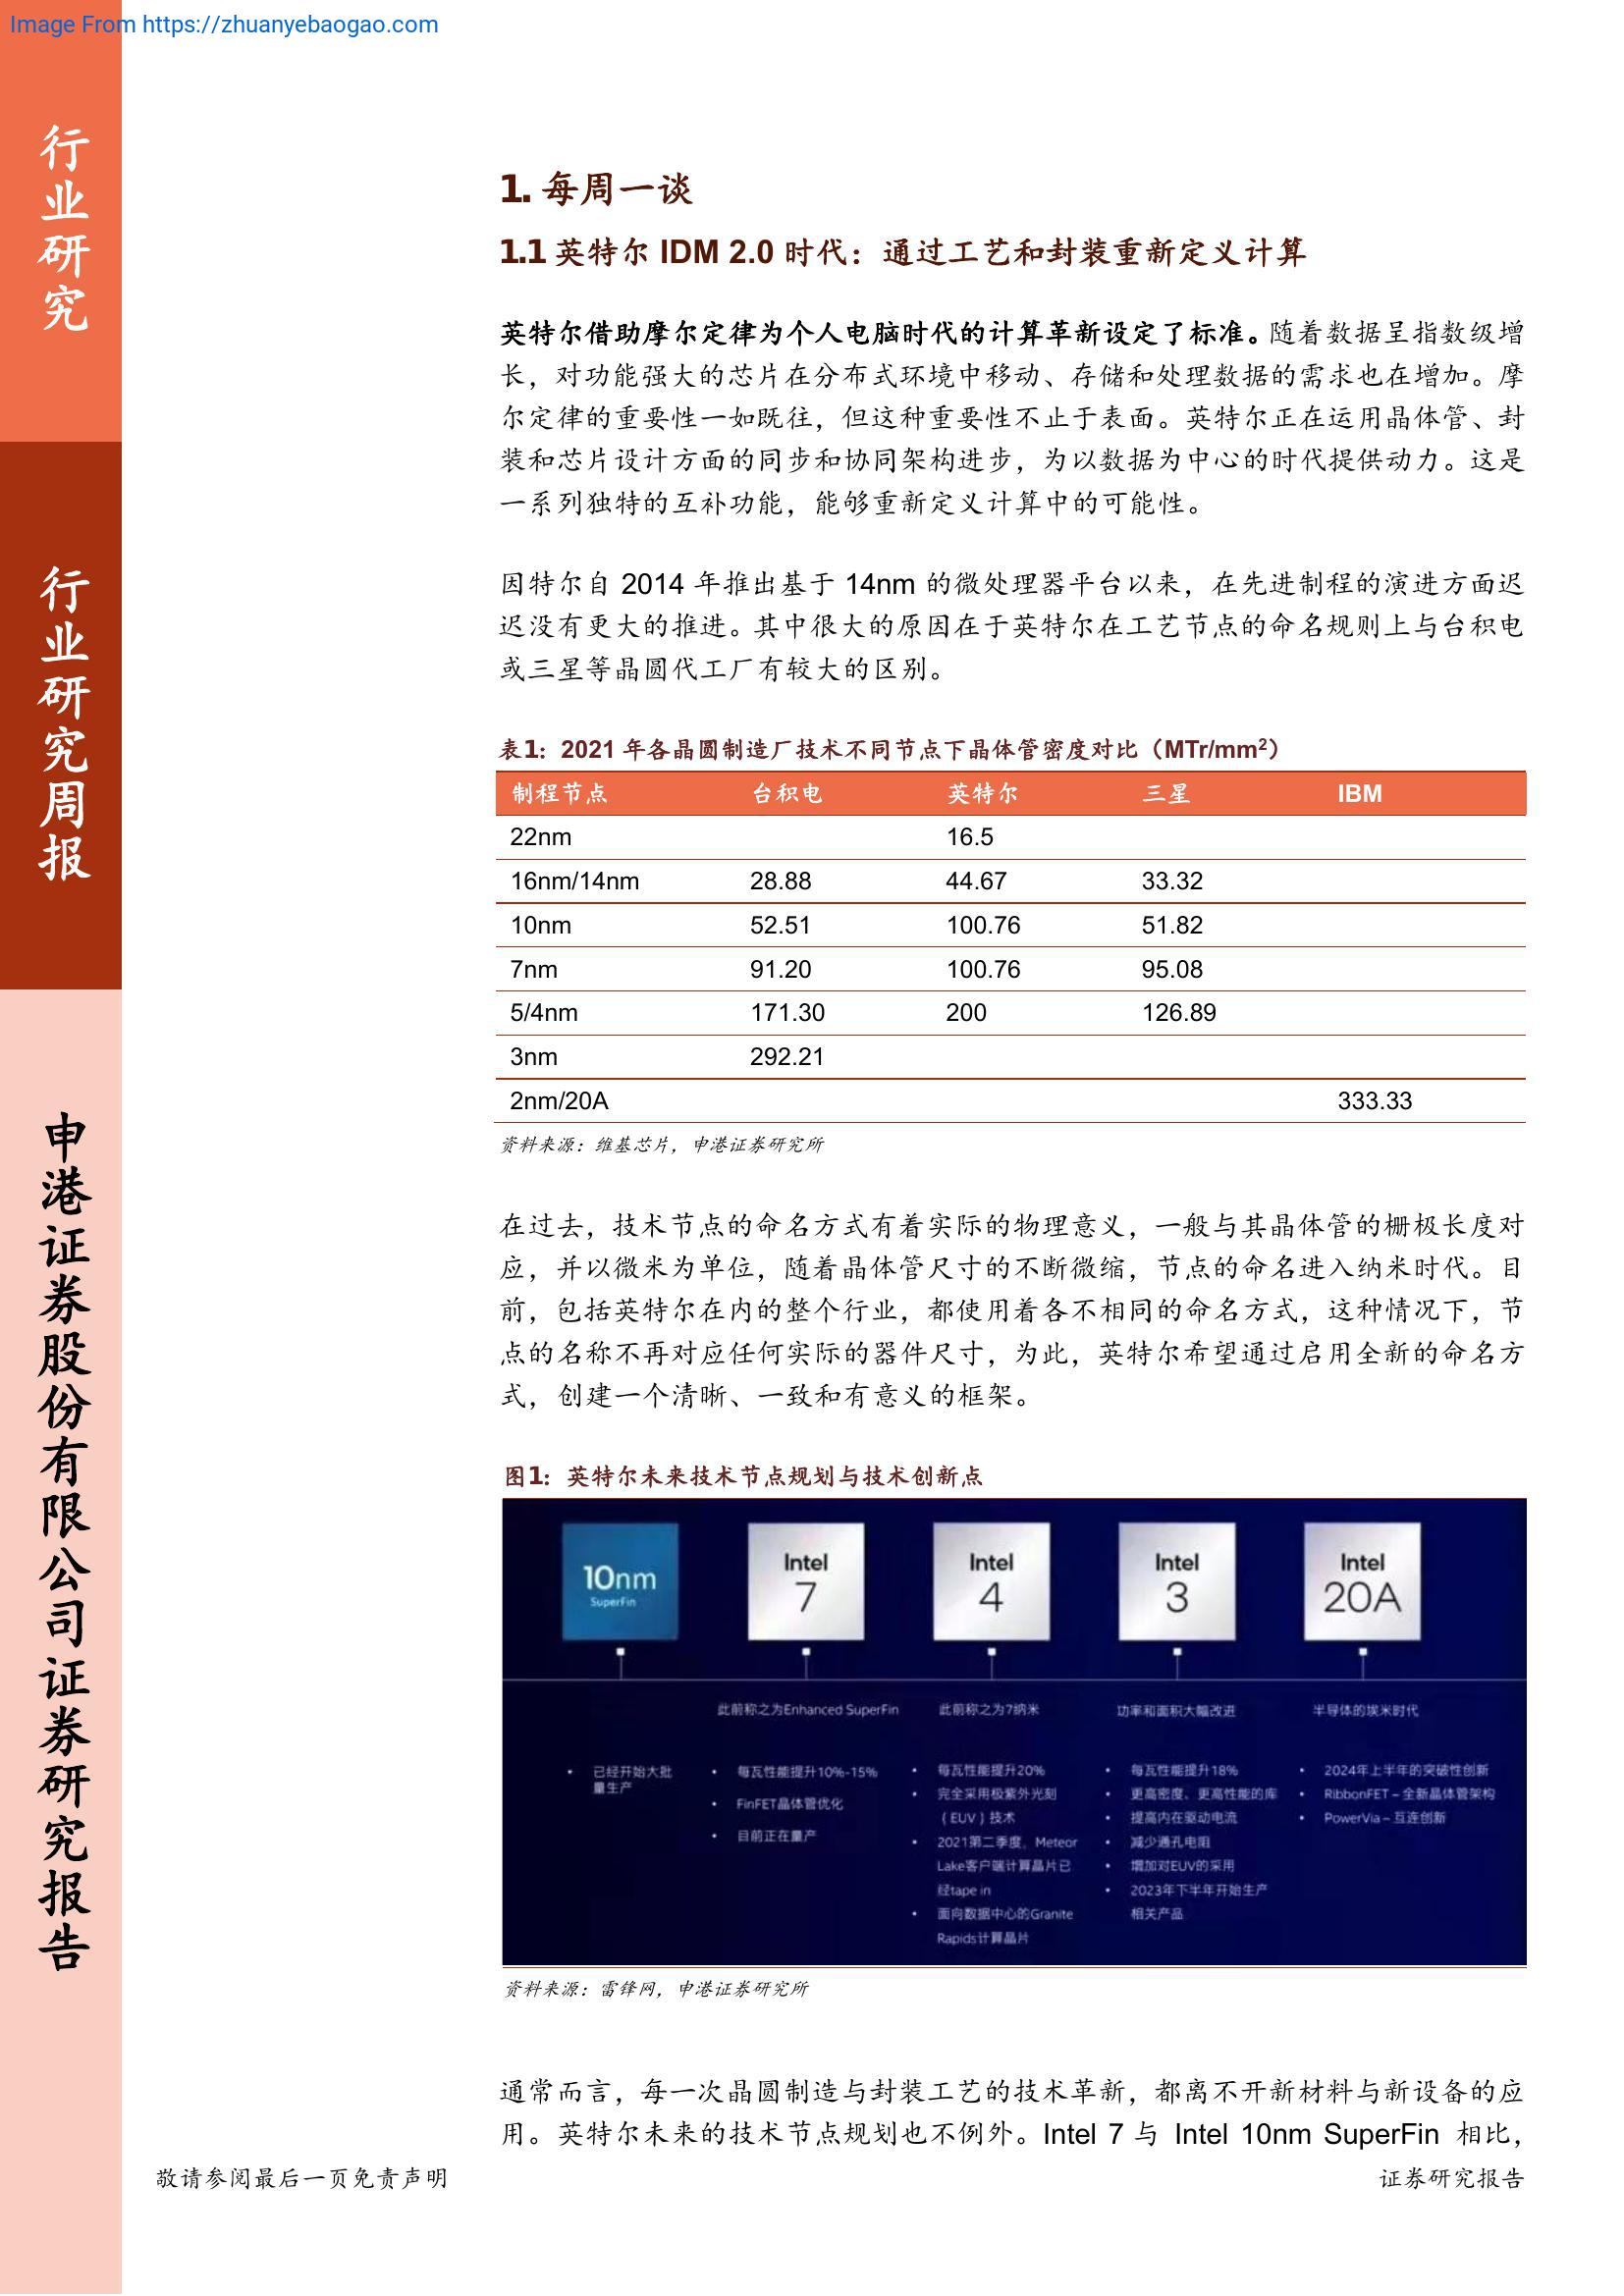 Image From https://zhuanyebaogao.com
行业研究
行业研究周报
申港证券股份有限公司证券研究报告
1. 每周一谈
1.1 英特尔 IDM 2.0 时代：通过工艺和封装重新定义计算
英特尔借助摩尔定律为个人电脑时代的计算革新设定了标准。随着数据呈指数级增
长，对功能强大的芯片在分布式环境中移动、存储和处理数据的需求也在增加。摩
尔定律的重要性一如既往，但这种重要性不止于表面。英特尔正在运用晶体管、封
装和芯片设计方面的同步和协同架构进步，为以数据为中心的时代提供动力。这是
一系列独特的互补功能，能够重新定义计算中的可能性。
因特尔自 2014 年推出基于 14nm 的微处理器平台以来，在先进制程的演进方面迟
迟没有更大的推进。其中很大的原因在于英特尔在工艺节点的命名规则上与台积电
或三星等晶圆代工厂有较大的区别。
表1：2021 年各晶圆制造厂技术不同节点下晶体管密度对比（MTr/mm²）
制程节点 台积电 英特尔 三星 IBM
22nm 16.5
16nm/14nm 28.88 44.67 33.32
10nm 52.51 100.76 51.82
7nm 91.20 100.76 95.08
5/4nm 171.30 200 126.89
3nm 292.21
2nm/20A 333.33
资料来源：维基芯片，申港证券研究所
在过去，技术节点的命名方式有着实际的物理意义，一般与其晶体管的栅极长度对
应，并以微米为单位，随着晶体管尺寸的不断微缩，节点的命名进入纳米时代。目
前，包括英特尔在内的整个行业，都使用着各不相同的命名方式，这种情况下，节
点的名称不再对应任何实际的器件尺寸，为此，英特尔希望通过启用全新的命名方
式，创建一个清晰、一致和有意义的框架。
图1：英特尔未来技术节点规划与技术创新点
10nm
SuperFin
已经开始大批
量生产
Intel
7
此前称之为Enhanced SuperFin
每瓦性能提升10%-15%
FinFET晶体管优化
目前正在量产
Intel
4
此前称之为7纳米
每瓦性能提升20%
完全采用极紫外光刻
（EUV）技术
2021第二季度，Meteor
Lake客户端计算晶片已
经tape in
面向数据中心的Granite
Rapids计算晶片
Intel
3
功率和面积大幅改进
每瓦性能提升18%
更高密度、更高性能的库
提高内在驱动电流
减少通孔电阻
增加对EUV的采用
2023年下半年开始生产
相关产品
Intel
20A
半导体的埃米时代
2024年上半年的突破性创新
RibbonFET – 全新晶体管架构
PowerVia – 互连创新
资料来源：雷锋网，申港证券研究所
通常而言，每一次晶圆制造与封装工艺的技术革新，都离不开新材料与新设备的应
用。英特尔未来的技术节点规划也不例外。Intel 7 与 Intel 10nm SuperFin 相比，
敬请参阅最后一页免责声明
证券研究报告